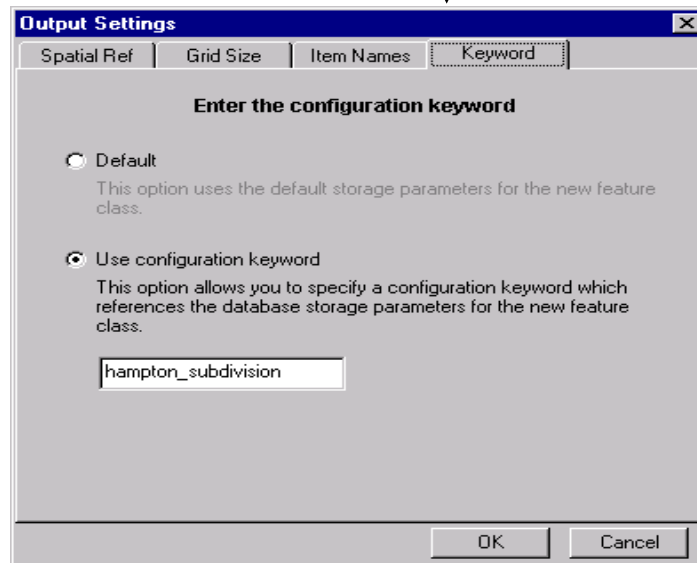 Output Settings
Spatial Ref
Grid Size
Item Names
Keyword
Enter the configuration keyword
Default
This option uses the default storage parameters for the new feature
class.
Use configuration keyword
This option allows you to specify a configuration keyword which
references the database storage parameters for the new feature
class.
hampton_subdivision
OK
Cancel